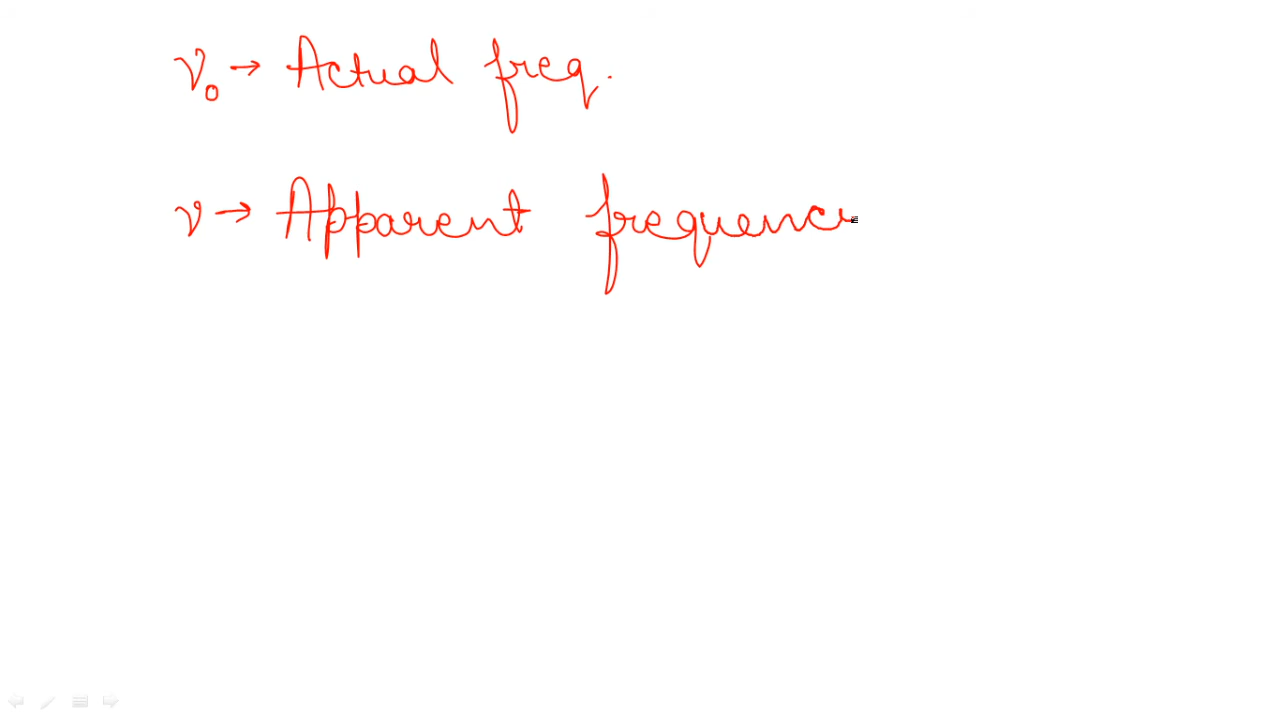 ν₀ → Actual freq.
ν → Apparent frequenc